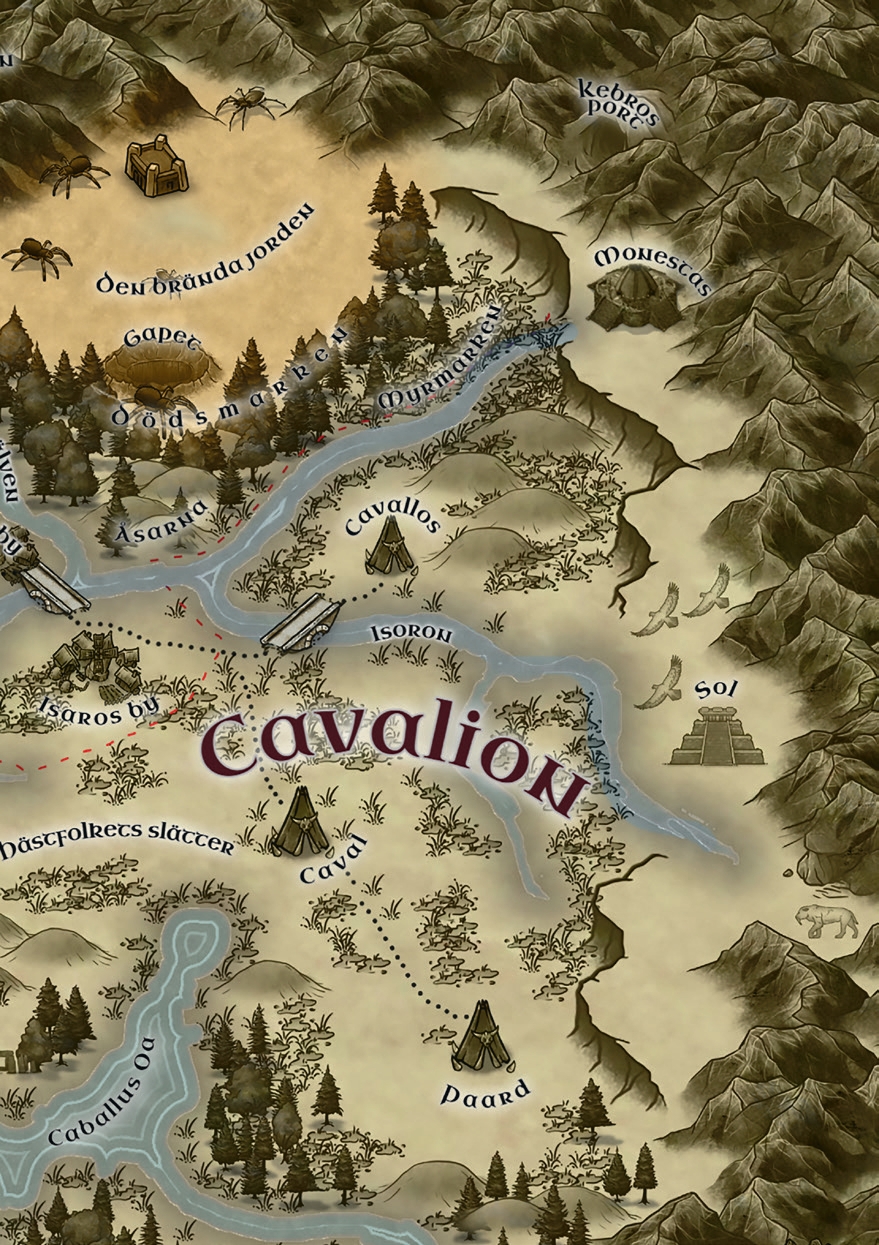 Kebros
port
Monestas
Den brända jorden
Gapet
Dödsmarren
Myrmarren
Åsarna
Cavallos
by
Isoron
Isaros by
Sol
Cavalion
Hästfolkets slätter
Caval
Paard
Caballus Oa